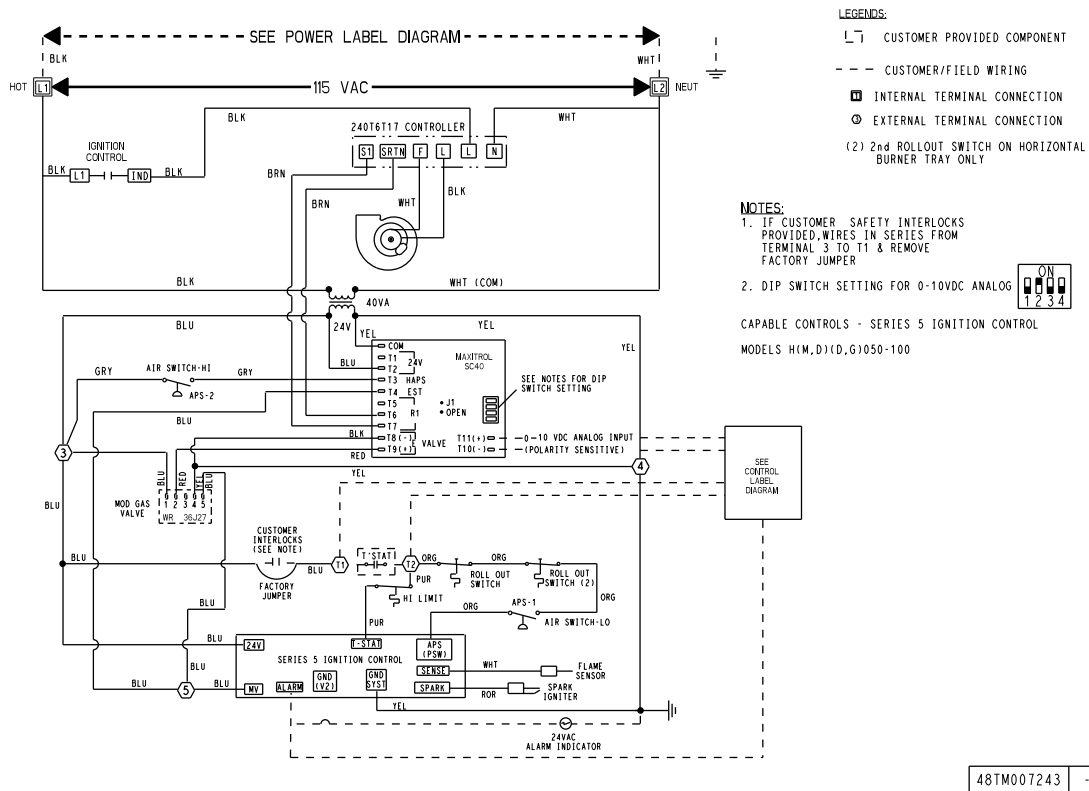 SEE POWER LABEL DIAGRAM
BLK
WHT
HOT L1
115 VAC
L2 NEUT
BLK
WHT
240T6T17 CONTROLLER
S1 SRTN F L L N
IGNITION
CONTROL
BLK L1 IND BLK
BRN
BRN
WHT
BLK
BLK
WHT (COM)
40VA
24V
BLU
YEL
YEL
YEL
COM
T1
24V
BLU
T2
MAXITROL
SC40
AIR SWITCH-HI
GRY
GRY
APS-2
T3 HAPS
T4 EST
T5
T6
R1
T7
J1
OPEN
SEE NOTES FOR DIP
SWITCH SETTING
BLU
BLK
T8(-)
T9(+)
VALVE
RED
T11(+)
T10(-)
0-10 VDC ANALOG INPUT
(POLARITY SENSITIVE)
YEL
3
4
SEE
CONTROL
LABEL
DIAGRAM
BLU
RED
YEL
BLU
1 2 3 4 5
MOD GAS
VALVE
WR 36J27
BLU
CUSTOMER
INTERLOCKS
(SEE NOTE)
BLU
BLU
FACTORY
JUMPER
T1
T'STAT
T2
ORG
ORG
ROLL OUT
SWITCH
ROLL OUT
SWITCH (2)
PUR
HI LIMIT
ORG
ORG
APS-1
AIR SWITCH-LO
PUR
BLU
BLU
24V
T-STAT
APS
(PSW)
SERIES 5 IGNITION CONTROL
BLU
BLU
5
BLU
MV
ALARM
GND
(V2)
GND
SYST
SENSE
WHT
FLAME
SENSOR
SPARK
ROR
SPARK
IGNITER
YEL
24VAC
ALARM INDICATOR
LEGENDS:
CUSTOMER PROVIDED COMPONENT
CUSTOMER/FIELD WIRING
1 INTERNAL TERMINAL CONNECTION
3 EXTERNAL TERMINAL CONNECTION
(2) 2nd ROLLOUT SWITCH ON HORIZONTAL
BURNER TRAY ONLY
NOTES:
1. IF CUSTOMER SAFETY INTERLOCKS
PROVIDED,WIRES IN SERIES FROM
TERMINAL 3 TO T1 & REMOVE
FACTORY JUMPER
2. DIP SWITCH SETTING FOR 0-10VDC ANALOG
ON
1 2 3 4
CAPABLE CONTROLS - SERIES 5 IGNITION CONTROL
MODELS H(M,D)(D,G)050-100
48TM007243 -